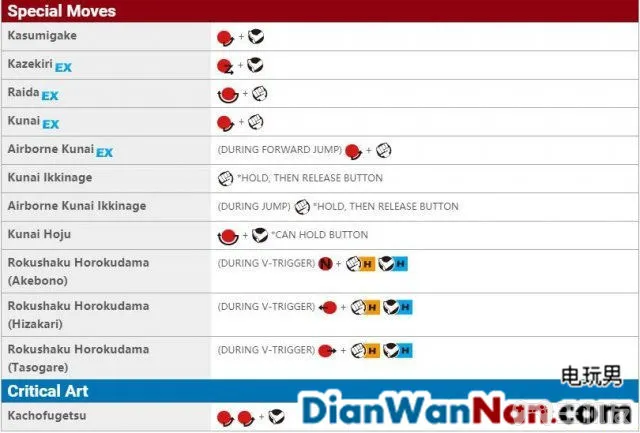 Special Moves
Kasumigake +
Kazekiri EX +
Raida EX +
Kunai EX +
Airborne Kunai EX (DURING FORWARD JUMP) +
Kunai Ikkinage *HOLD, THEN RELEASE BUTTON
Airborne Kunai Ikkinage (DURING JUMP) *HOLD, THEN RELEASE BUTTON
Kunai Hoju + *CAN HOLD BUTTON
Rokushaku Horokudama (DURING V-TRIGGER) N + H H
(Akebono)
Rokushaku Horokudama (DURING V-TRIGGER) + H H
(Hizakari)
Rokushaku Horokudama (DURING V-TRIGGER) + H H
(Tasogare)
电玩男
Critical Art
DianWanNan.com
Kachofugetsu +